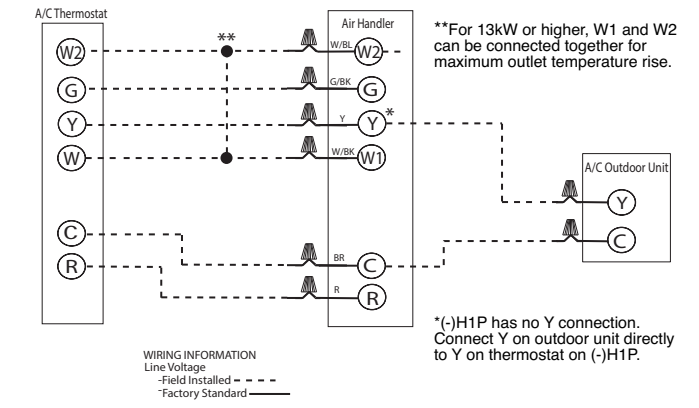 A/C Thermostat
Air Handler
**For 13kW or higher, W1 and W2
can be connected together for
maximum outlet temperature rise.
**
W2
W/BL
W2
G
G/BK
G
Y
Y
Y
*
W
W/BK
W1
A/C Outdoor Unit
Y
C
C
BR
C
R
R
R
*(-)H1P has no Y connection.
Connect Y on outdoor unit directly
to Y on thermostat on (-)H1P.
WIRING INFORMATION
Line Voltage
-Field Installed
-Factory Standard